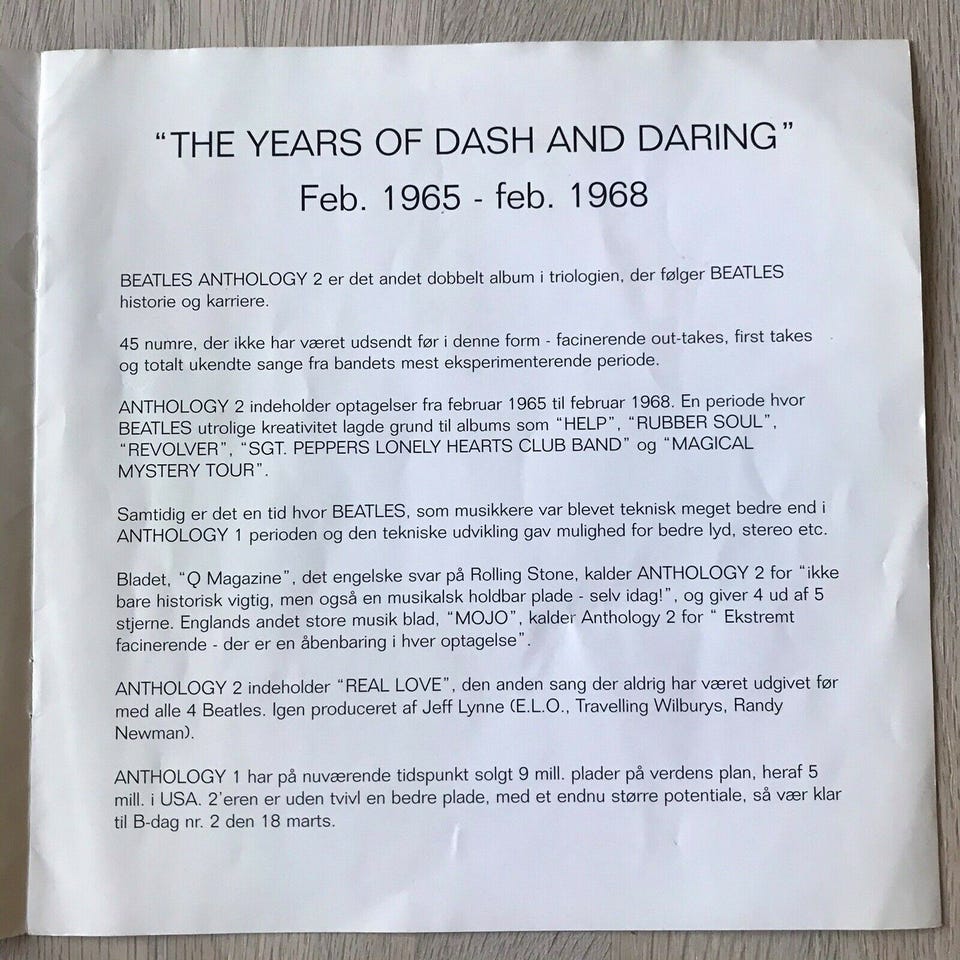 “THE YEARS OF DASH AND DARING”
Feb. 1965 - feb. 1968
BEATLES ANTHOLOGY 2 er det andet dobbelt album i triologien, der følger BEATLES
historie og karriere.
45 numre, der ikke har været udsendt før i denne form - facinerende out-takes, first takes
og totalt ukendte sange fra bandets mest eksperimenterende periode.
ANTHOLOGY 2 indeholder optagelser fra februar 1965 til februar 1968. En periode hvor
BEATLES utrolige kreativitet lagde grund til albums som “HELP”, “RUBBER SOUL”,
“REVOLVER”, “SGT. PEPPERS LONELY HEARTS CLUB BAND” og “MAGICAL
MYSTERY TOUR”.
Samtidig er det en tid hvor BEATLES, som musikkere var blevet teknisk meget bedre end i
ANTHOLOGY 1 perioden og den tekniske udvikling gav mulighed for bedre lyd, stereo etc.
Bladet, “Q Magazine”, det engelske svar på Rolling Stone, kalder ANTHOLOGY 2 for “ikke
bare historisk vigtig, men også en musikalsk holdbar plade - selv idag!”, og giver 4 ud af 5
stjerne. Englands andet store musik blad, “MOJO”, kalder Anthology 2 for “ Ekstremt
facinerende - der er en åbenbaring i hver optagelse”.
ANTHOLOGY 2 indeholder “REAL LOVE”, den anden sang der aldrig har været udgivet før
med alle 4 Beatles. Igen produceret af Jeff Lynne (E.L.O., Travelling Wilburys, Randy
Newman).
ANTHOLOGY 1 har på nuværende tidspunkt solgt 9 mill. plader på verdens plan, heraf 5
mill. i USA. 2’eren er uden tvivl en bedre plade, med et endnu større potentiale, så vær klar
til B-dag nr. 2 den 18 marts.